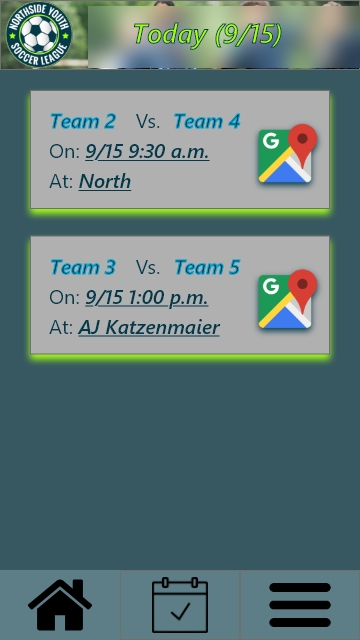 NORTHSIDE YOUTH
SOCCER LEAGUE
Today (9/15)
Team 2 Vs. Team 4
On: 9/15 9:30 a.m.
At: North
G
Team 3 Vs. Team 5
On: 9/15 1:00 p.m.
At: AJ Katzenmaier
G